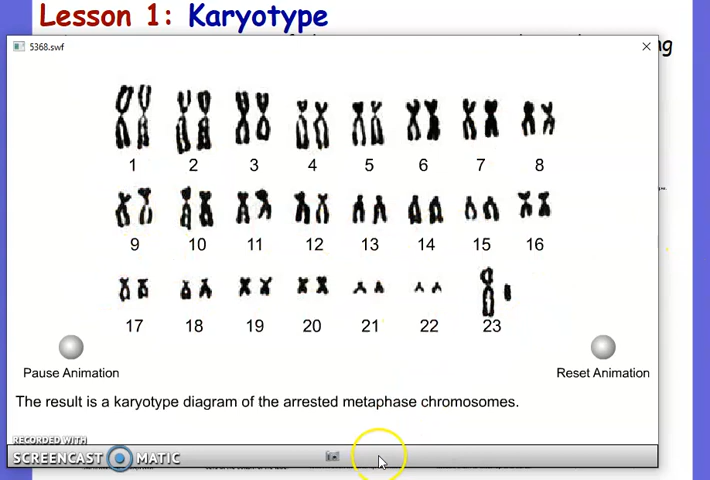 Lesson 1: Karyotype
ng
5368.swf
1 2 3 4 5 6 7 8
9 10 11 12 13 14 15 16
17 18 19 20 21 22 23
Pause Animation Reset Animation
The result is a karyotype diagram of the arrested metaphase chromosomes.
RECORDED WITH
SCREENCAST MATIC